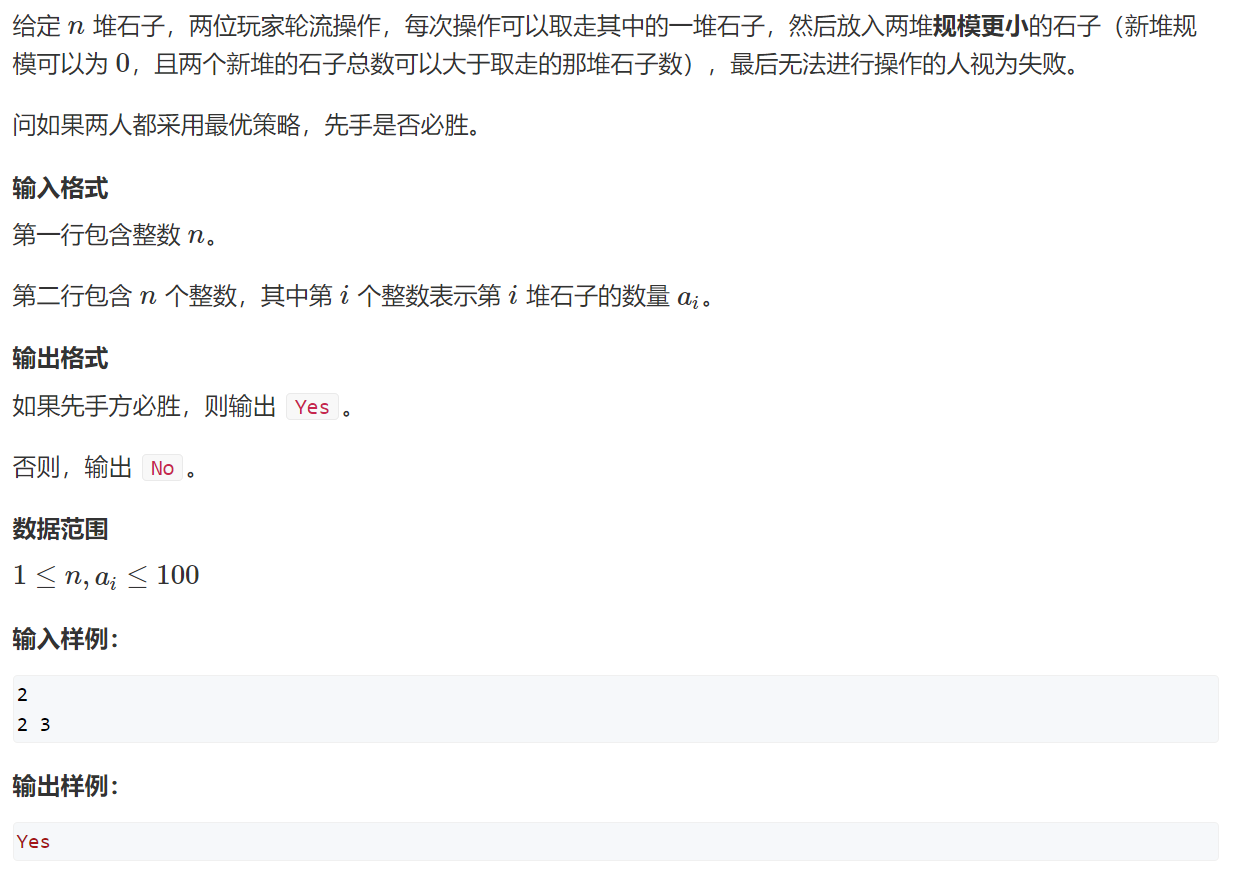 给定 n 堆石子，两位玩家轮流操作，每次操作可以取走其中的一堆石子，然后放入两堆规模更小的石子（新堆规
模可以为 0，且两个新堆的石子总数可以大于取走的那堆石子数），最后无法进行操作的人视为失败。
问如果两人都采用最优策略，先手是否必胜。
输入格式
第一行包含整数 n。
第二行包含 n 个整数，其中第 i 个整数表示第 i 堆石子的数量 aᵢ。
输出格式
如果先手方必胜，则输出 Yes 。
否则，输出 No 。
数据范围
1 ≤ n, aᵢ ≤ 100
输入样例：
2
2 3
输出样例：
Yes